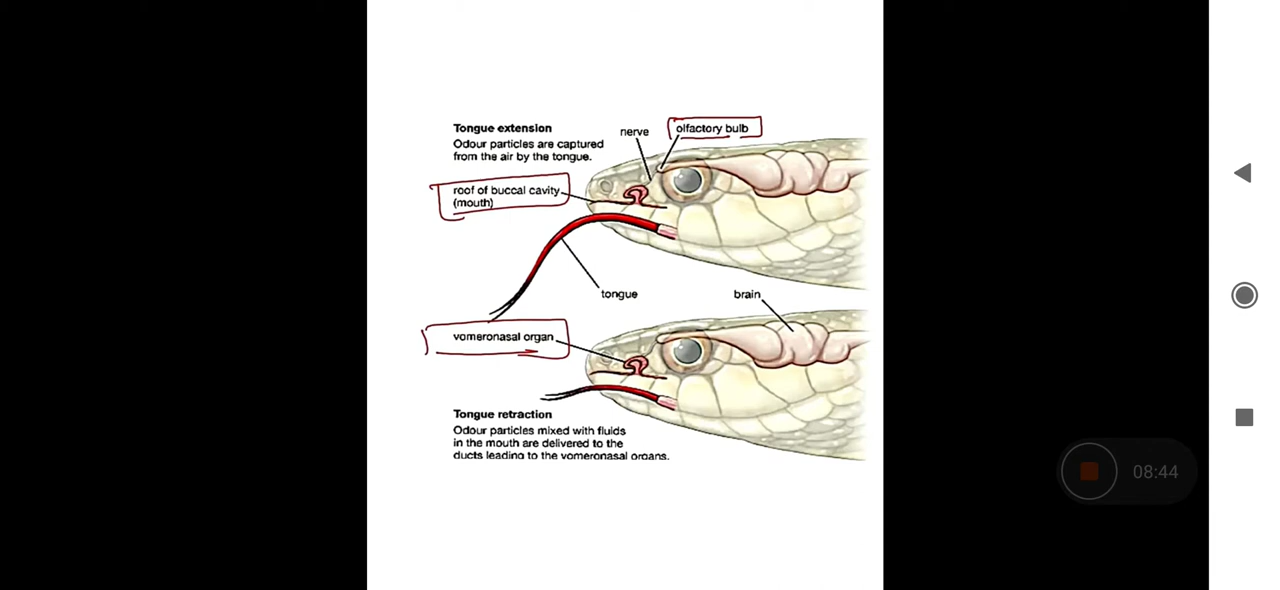 Tongue extension
Odour particles are captured
from the air by the tongue.
nerve
olfactory bulb
roof of buccal cavity
(mouth)
tongue
brain
vomeronasal organ
Tongue retraction
Odour particles mixed with fluids
in the mouth are delivered to the
ducts leading to the vomeronasal organs.
08:44